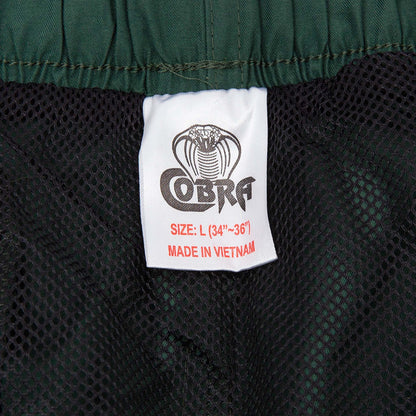 COBRA
SIZE: L (34"~36")
MADE IN VIETNAM